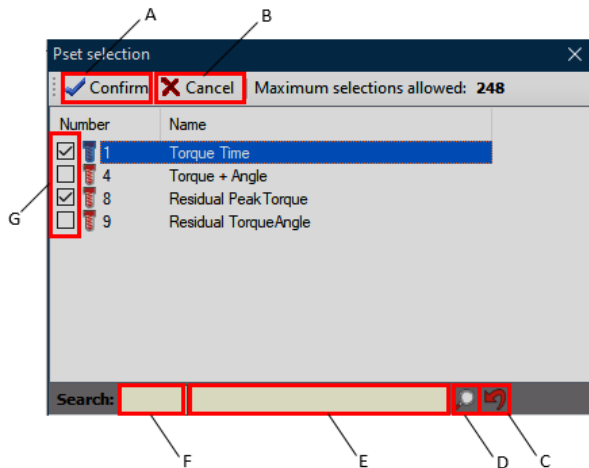 A
B
Pset selection
Confirm Cancel Maximum selections allowed: 248
Number Name
1 Torque Time
4 Torque + Angle
8 Residual PeakTorque
9 Residual TorqueAngle
G
Search:
F
E
D
C